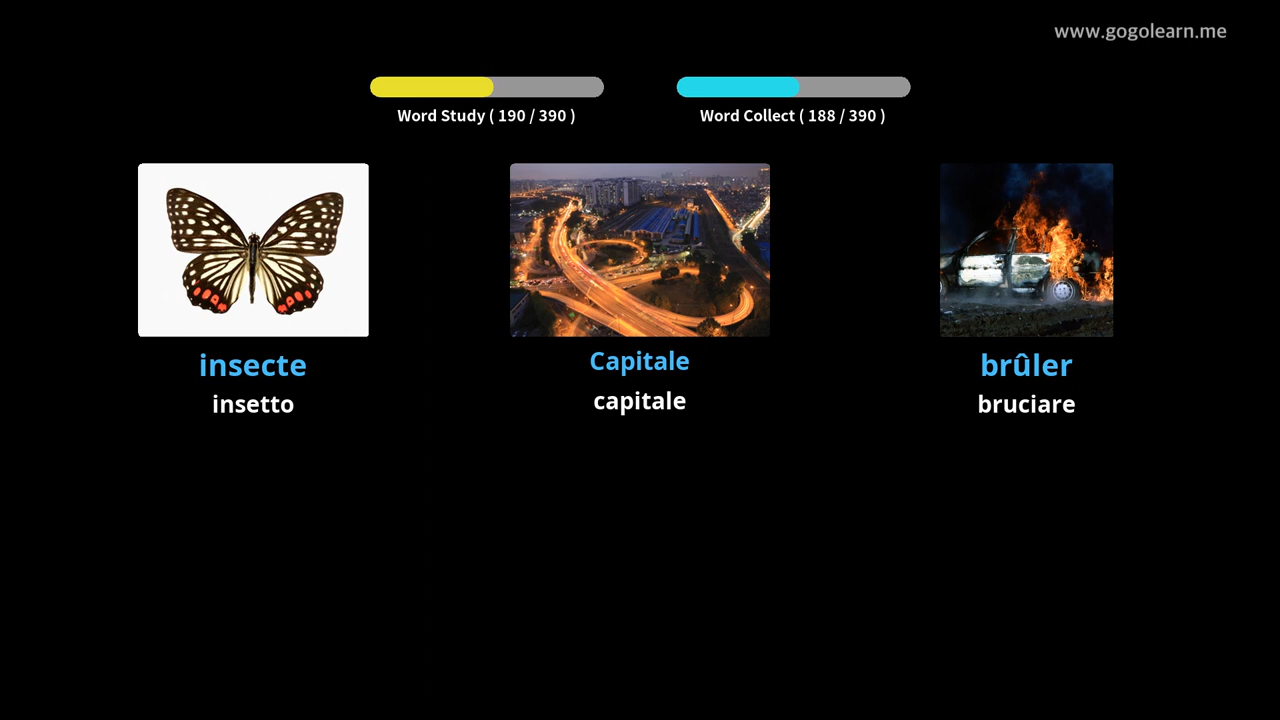 www.gogolearn.me
Word Study ( 190 / 390 )
Word Collect ( 188 / 390 )
insecte
insetto
Capitale
capitale
brûler
bruciare